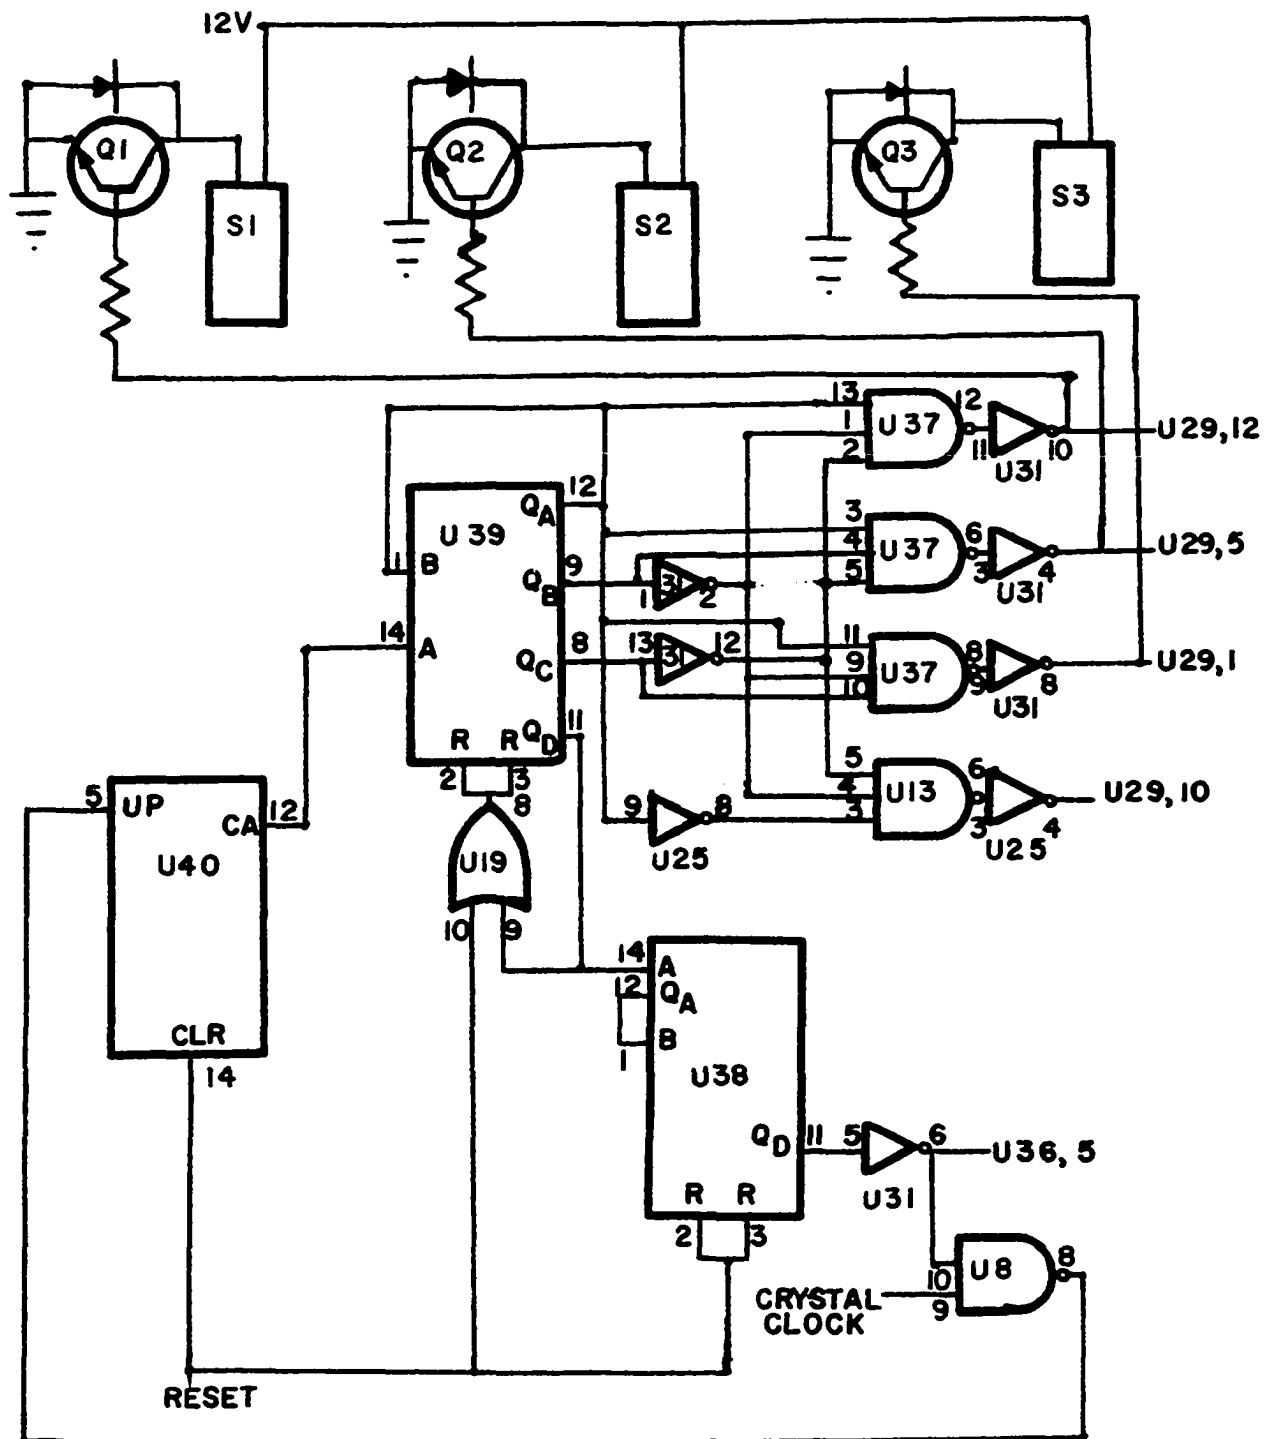 12V
Q1
Q2
Q3
S1
S2
S3
13
12
1
U37
2
11
10
U31
U29,12
12
3
6
QA
U 39
4
U37
U29,5
1
B
9
5
3
4
QB
31
1
2
U31
11
8
14
A
8
13
12
9
U37
U29,1
QC
31
10
9
8
U31
11
QD
R
R
5
2
3
6
4
U13
U29,10
5
UP
12
8
9
8
3
3
4
CA
U25
U25
U40
U19
10
9
14
A
12
QA
CLR
B
1
14
U38
QD
11
5
6
U36,5
U31
R
R
2
3
8
U8
10
CRYSTAL
CLOCK
9
RESET